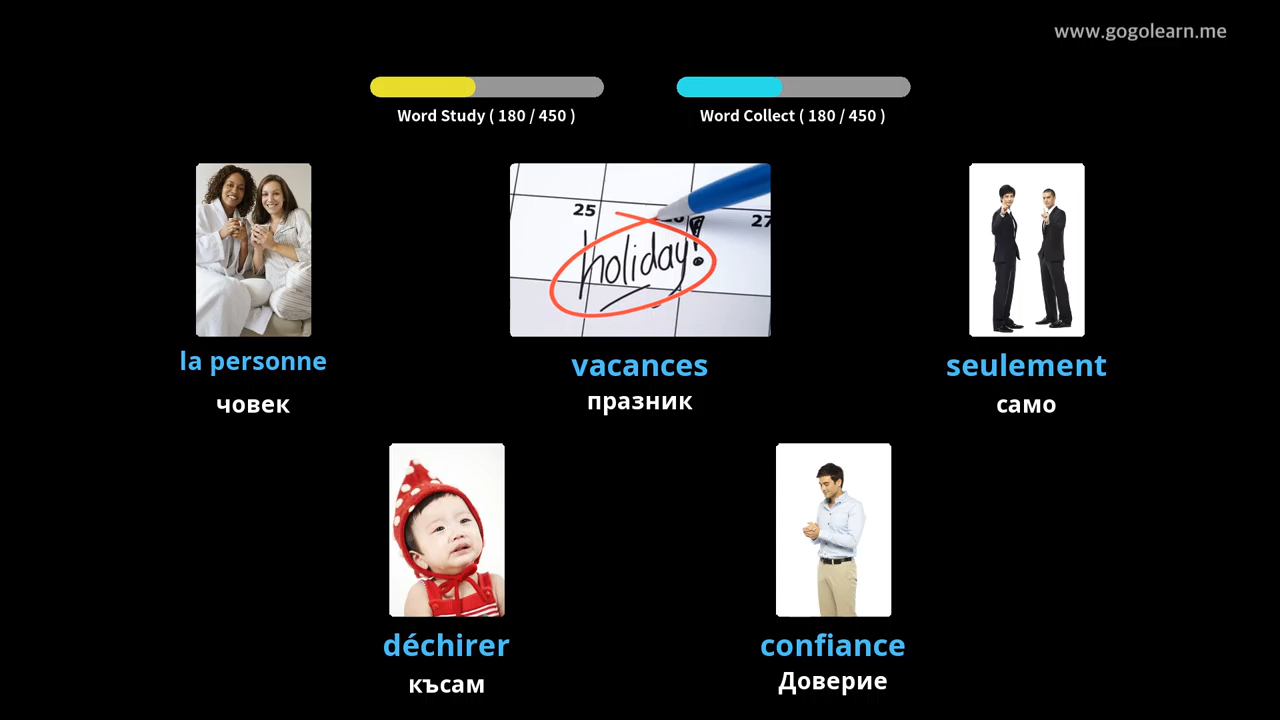 www.gogolearn.me
Word Study ( 180 / 450 )
Word Collect ( 180 / 450 )
25
27
holiday!
la personne
vacances
seulement
човек
празник
само
déchirer
confiance
късам
Доверие